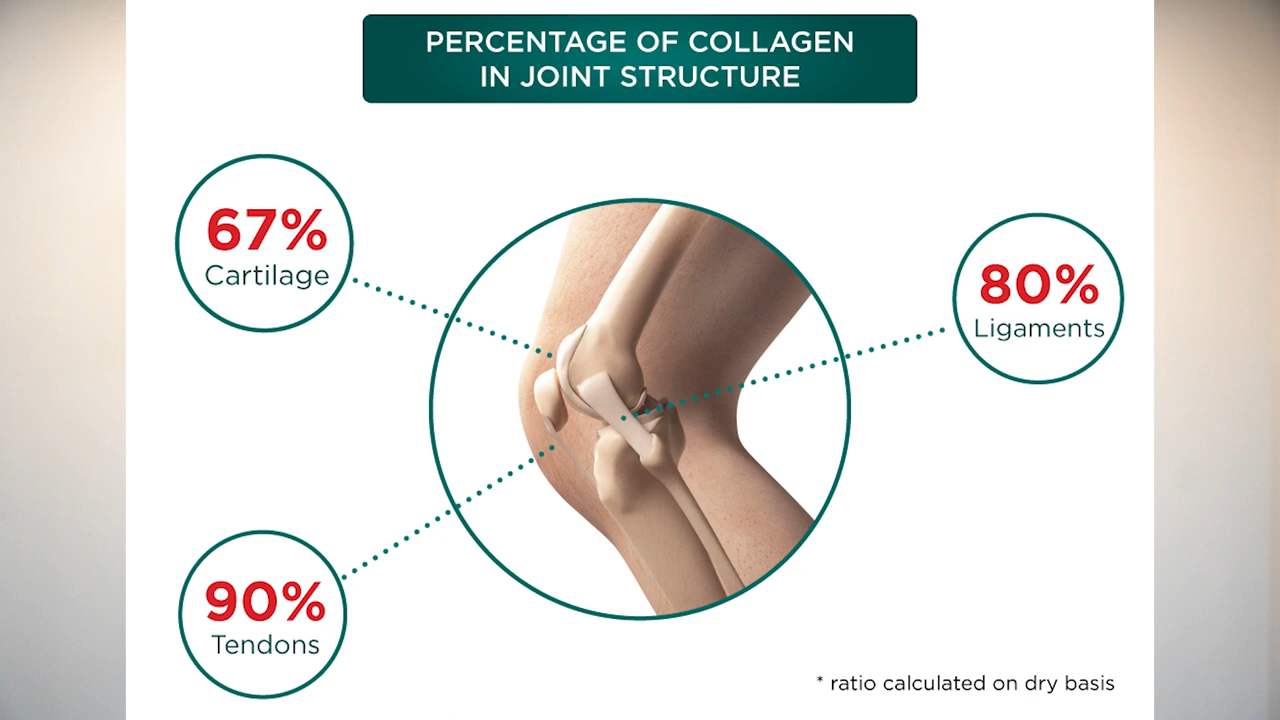 PERCENTAGE OF COLLAGEN
IN JOINT STRUCTURE
67%
Cartilage
80%
Ligaments
90%
Tendons
* ratio calculated on dry basis